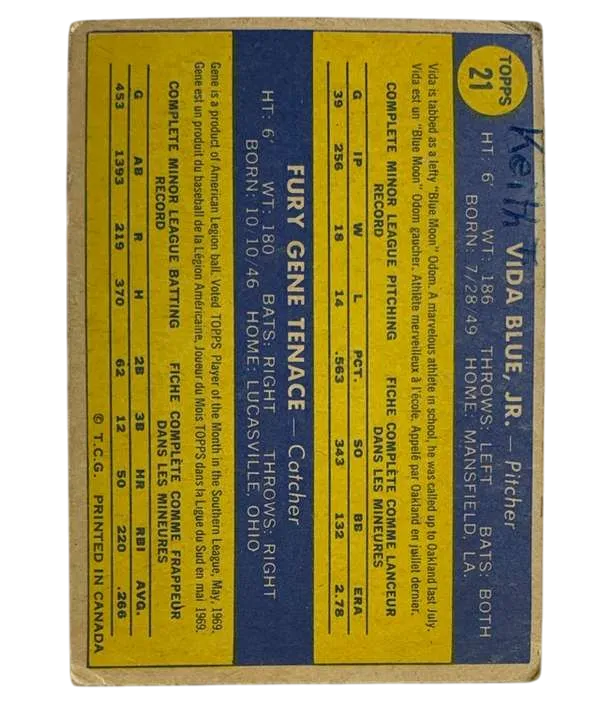 TOPPS
21
Keith
VIDA BLUE, JR. — Pitcher
HT: 6' WT: 186 THROWS: LEFT BATS: BOTH
BORN: 7/28/49 HOME: MANSFIELD, LA.
Vida is tabbed as a lefty "Blue Moon" Odom. A marvelous athlete in school, he was called up to Oakland last July.
Vida est un "Blue Moon" Odom gaucher. Athlète merveilleux à l'école. Appelé par Oakland en juillet dernier.
COMPLETE MINOR LEAGUE PITCHING RECORD
FICHE COMPLÈTE COMME LANCEUR DANS LES MINEURES
G IP W L PCT. SO BB ERA
39 256 18 14 .563 343 132 2.78
FURY GENE TENACE — Catcher
HT: 6' WT: 180 BATS: RIGHT THROWS: RIGHT
BORN: 10/10/46 HOME: LUCASVILLE, OHIO
Gene is a product of American Legion ball. Voted TOPPS Player of the Month in the Southern League, May, 1969.
Gene est un produit du baseball de la Légion Américaine, Joueur du Mois TOPPS dans la Ligue du Sud en mai 1969.
COMPLETE MINOR LEAGUE BATTING RECORD
FICHE COMPLÈTE COMME FRAPPEUR DANS LES MINEURES
G AB R H 2B 3B HR RBI AVG.
453 1393 219 370 62 12 50 220 .266
© T.C.G. PRINTED IN CANADA